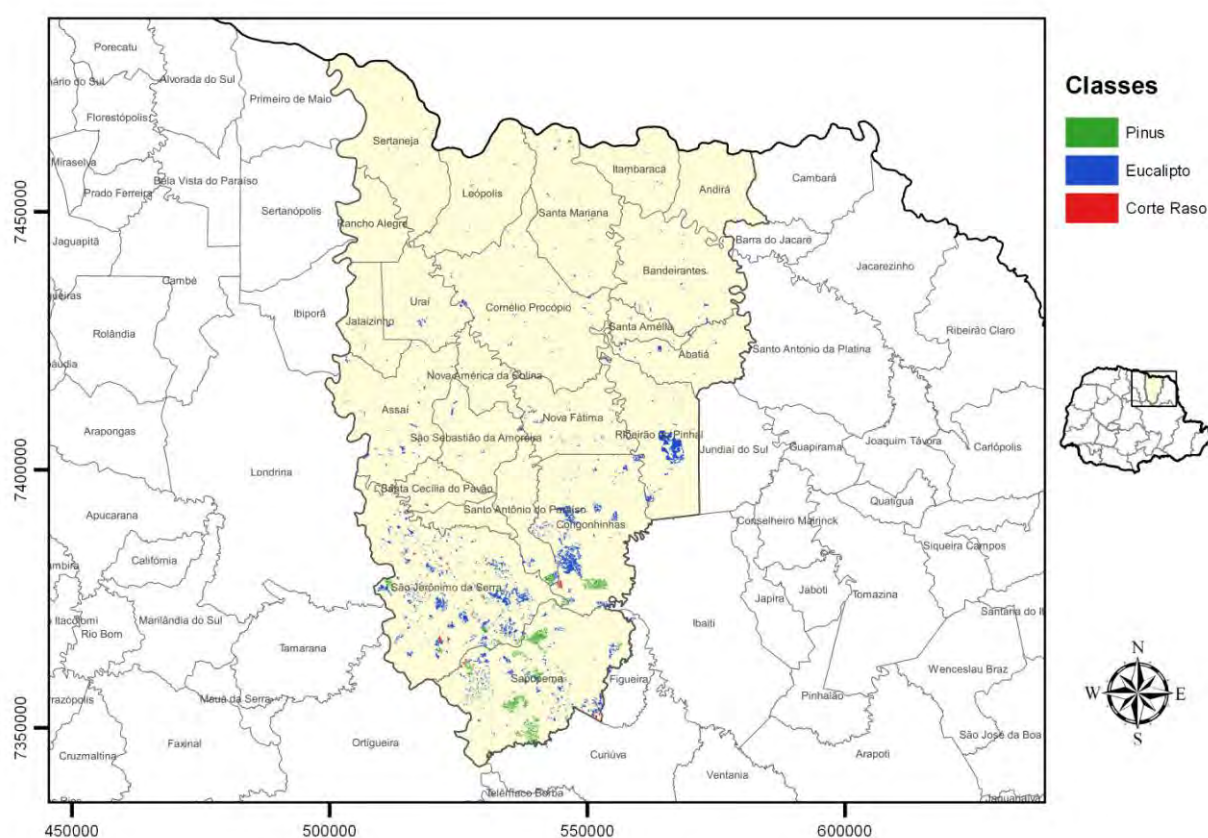 Porecatu
nário do Sul
Alvorada do Sul
Primeiro de Maio
Florestópolis
Miraselva
Prado Ferreira
Bela Vista do Paraíso
Sertanópolis
Jaguapitã
Cambé
Rolândia
Ibiporã
Arapongas
Londrina
Apucarana
Califórnia
Rio Bom
Marilândia do Sul
Tamarana
Mauá da Serra
Cruzmaltina
Faxinal
Ortigueira
Sertaneja
Leópolis
Itambaracá
Andirá
Santa Mariana
Rancho Alegre
Bandeirantes
Uraí
Cornélio Procópio
Jataizinho
Santa Amélia
Abatiá
Nova América da Colina
Assaí
Nova Fátima
São Sebastião da Amoreira
Ribeirão do Pinhal
Santa Cecília do Pavão
Santo Antônio do Paraíso
Congonhinhas
São Jerônimo da Serra
Sapopema
Figueira
Curiúva
Telêmaco Borba
Cambará
Barra do Jacaré
Jacarezinho
Ribeirão Claro
Santo Antonio da Platina
Jundiaí do Sul
Guapirama
Joaquim Távora
Carlópolis
Quatiguá
Conselheiro Mairinck
Siqueira Campos
Jaboti
Japira
Tomazina
Santana do It
Ibaiti
Wenceslau Braz
Pinhalão
São José da Boa
Arapoti
Ventania
Classes
Pinus
Eucalipto
Corte Raso
N
W
E
S
7450000
7400000
7350000
450000
500000
550000
600000